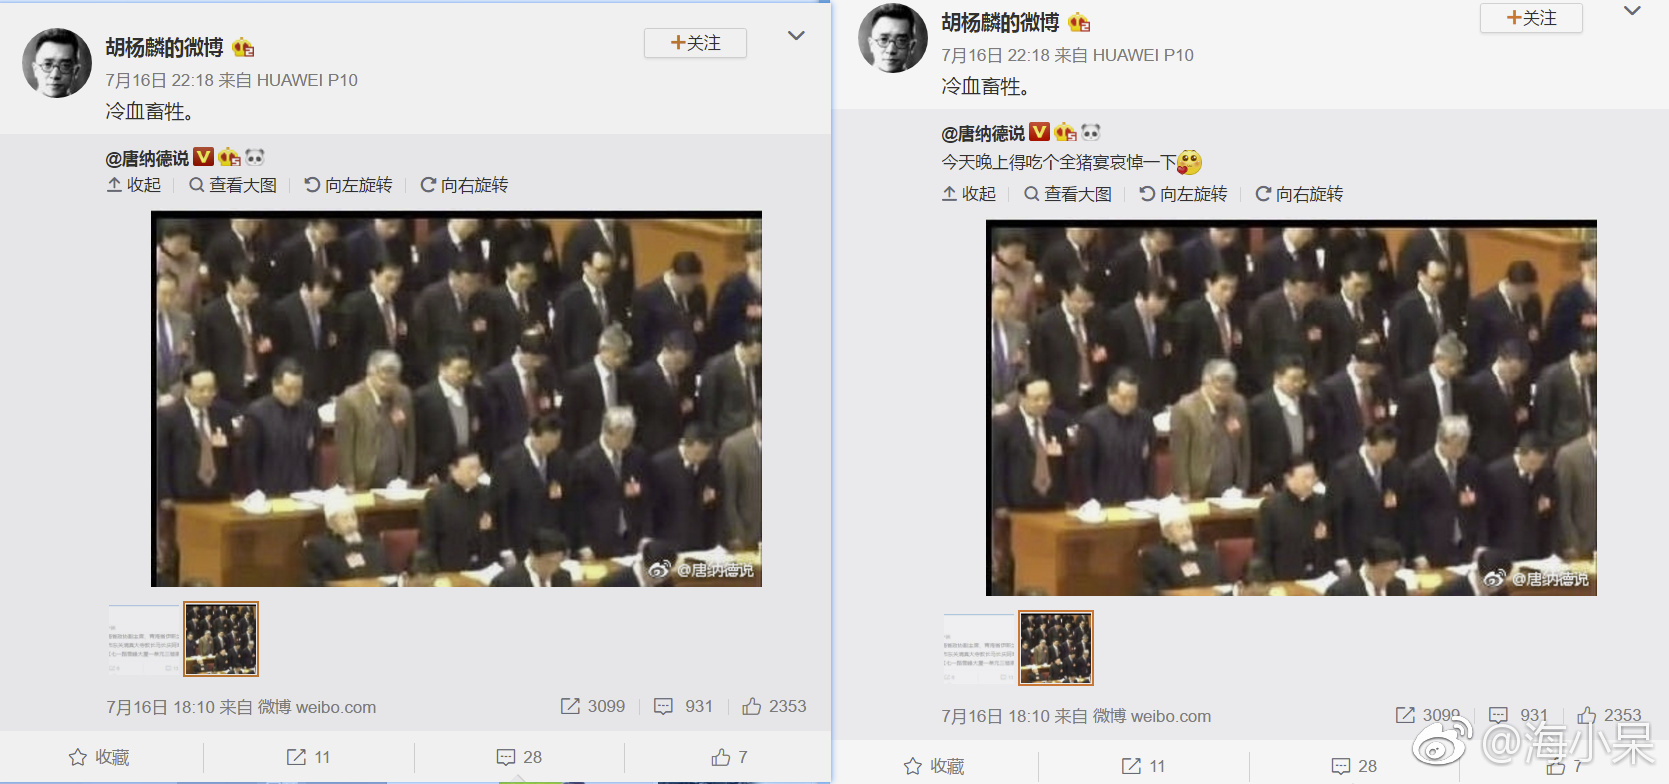 胡杨麟的微博
+关注
7月16日 22:18 来自 HUAWEI P10
冷血畜牲。
@唐纳德说
收起
查看大图
向左旋转
向右旋转
@唐纳德说
7月16日 18:10 来自 微博 weibo.com
3099
931
2353
收藏
11
28
7
胡杨麟的微博
+关注
7月16日 22:18 来自 HUAWEI P10
冷血畜牲。
@唐纳德说
今天晚上得吃个全猪宴哀悼一下
收起
查看大图
向左旋转
向右旋转
@唐纳德说
7月16日 18:10 来自 微博 weibo.com
3099
931
2353
@海小呆
收藏
11
28
7